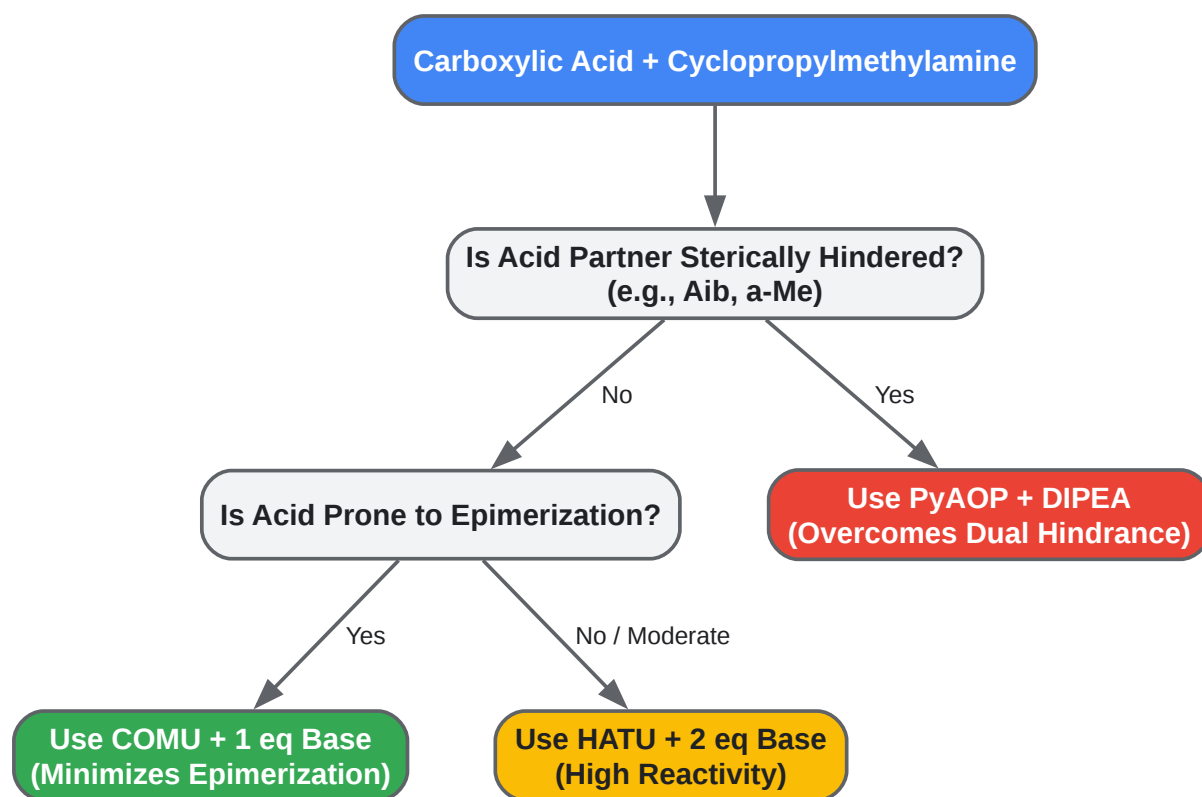 Carboxylic Acid + Cyclopropylmethylamine
Is Acid Partner Sterically Hindered?
(e.g., Aib, a-Me)
No
Yes
Is Acid Prone to Epimerization?
Use PyAOP + DIPEA
(Overcomes Dual Hindrance)
Yes
No / Moderate
Use COMU + 1 eq Base
(Minimizes Epimerization)
Use HATU + 2 eq Base
(High Reactivity)